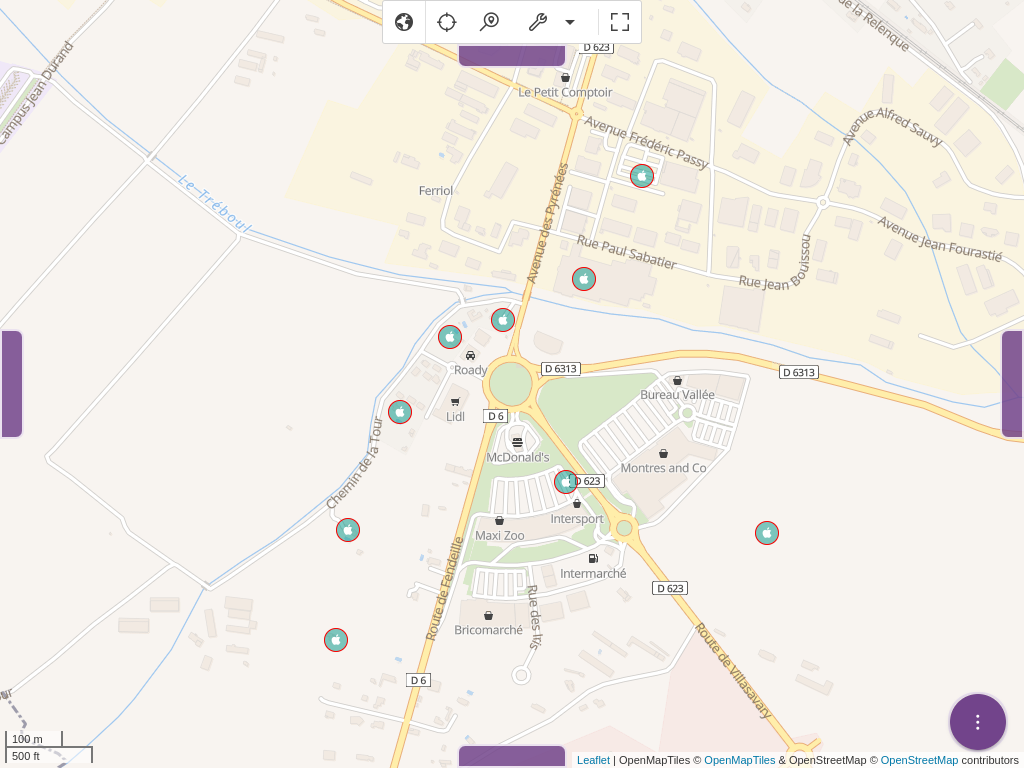 de la Relenque
D 623
Campus Jean Durand
Le Petit Comptoir
Avenue Frédéric Passy
Avenue Alfred Sauvy
Le Tréboul
Ferriol
Avenue des Pyrénées
Rue Paul Sabatier
Avenue Jean Fourastié
Rue Jean Bouissou
Roady
D 6313
D 6313
Bureau Vallée
Lidl
D 6
McDonald's
Chemin de la Tour
Montres and Co
D 623
Intersport
Maxi Zoo
Intermarché
D 623
Route de Fendeille
Rue des Iris
Bricomarché
Route de Villasavary
D 6
100 m
500 ft
Leaflet | OpenMapTiles © OpenMapTiles & OpenStreetMap © OpenStreetMap contributors